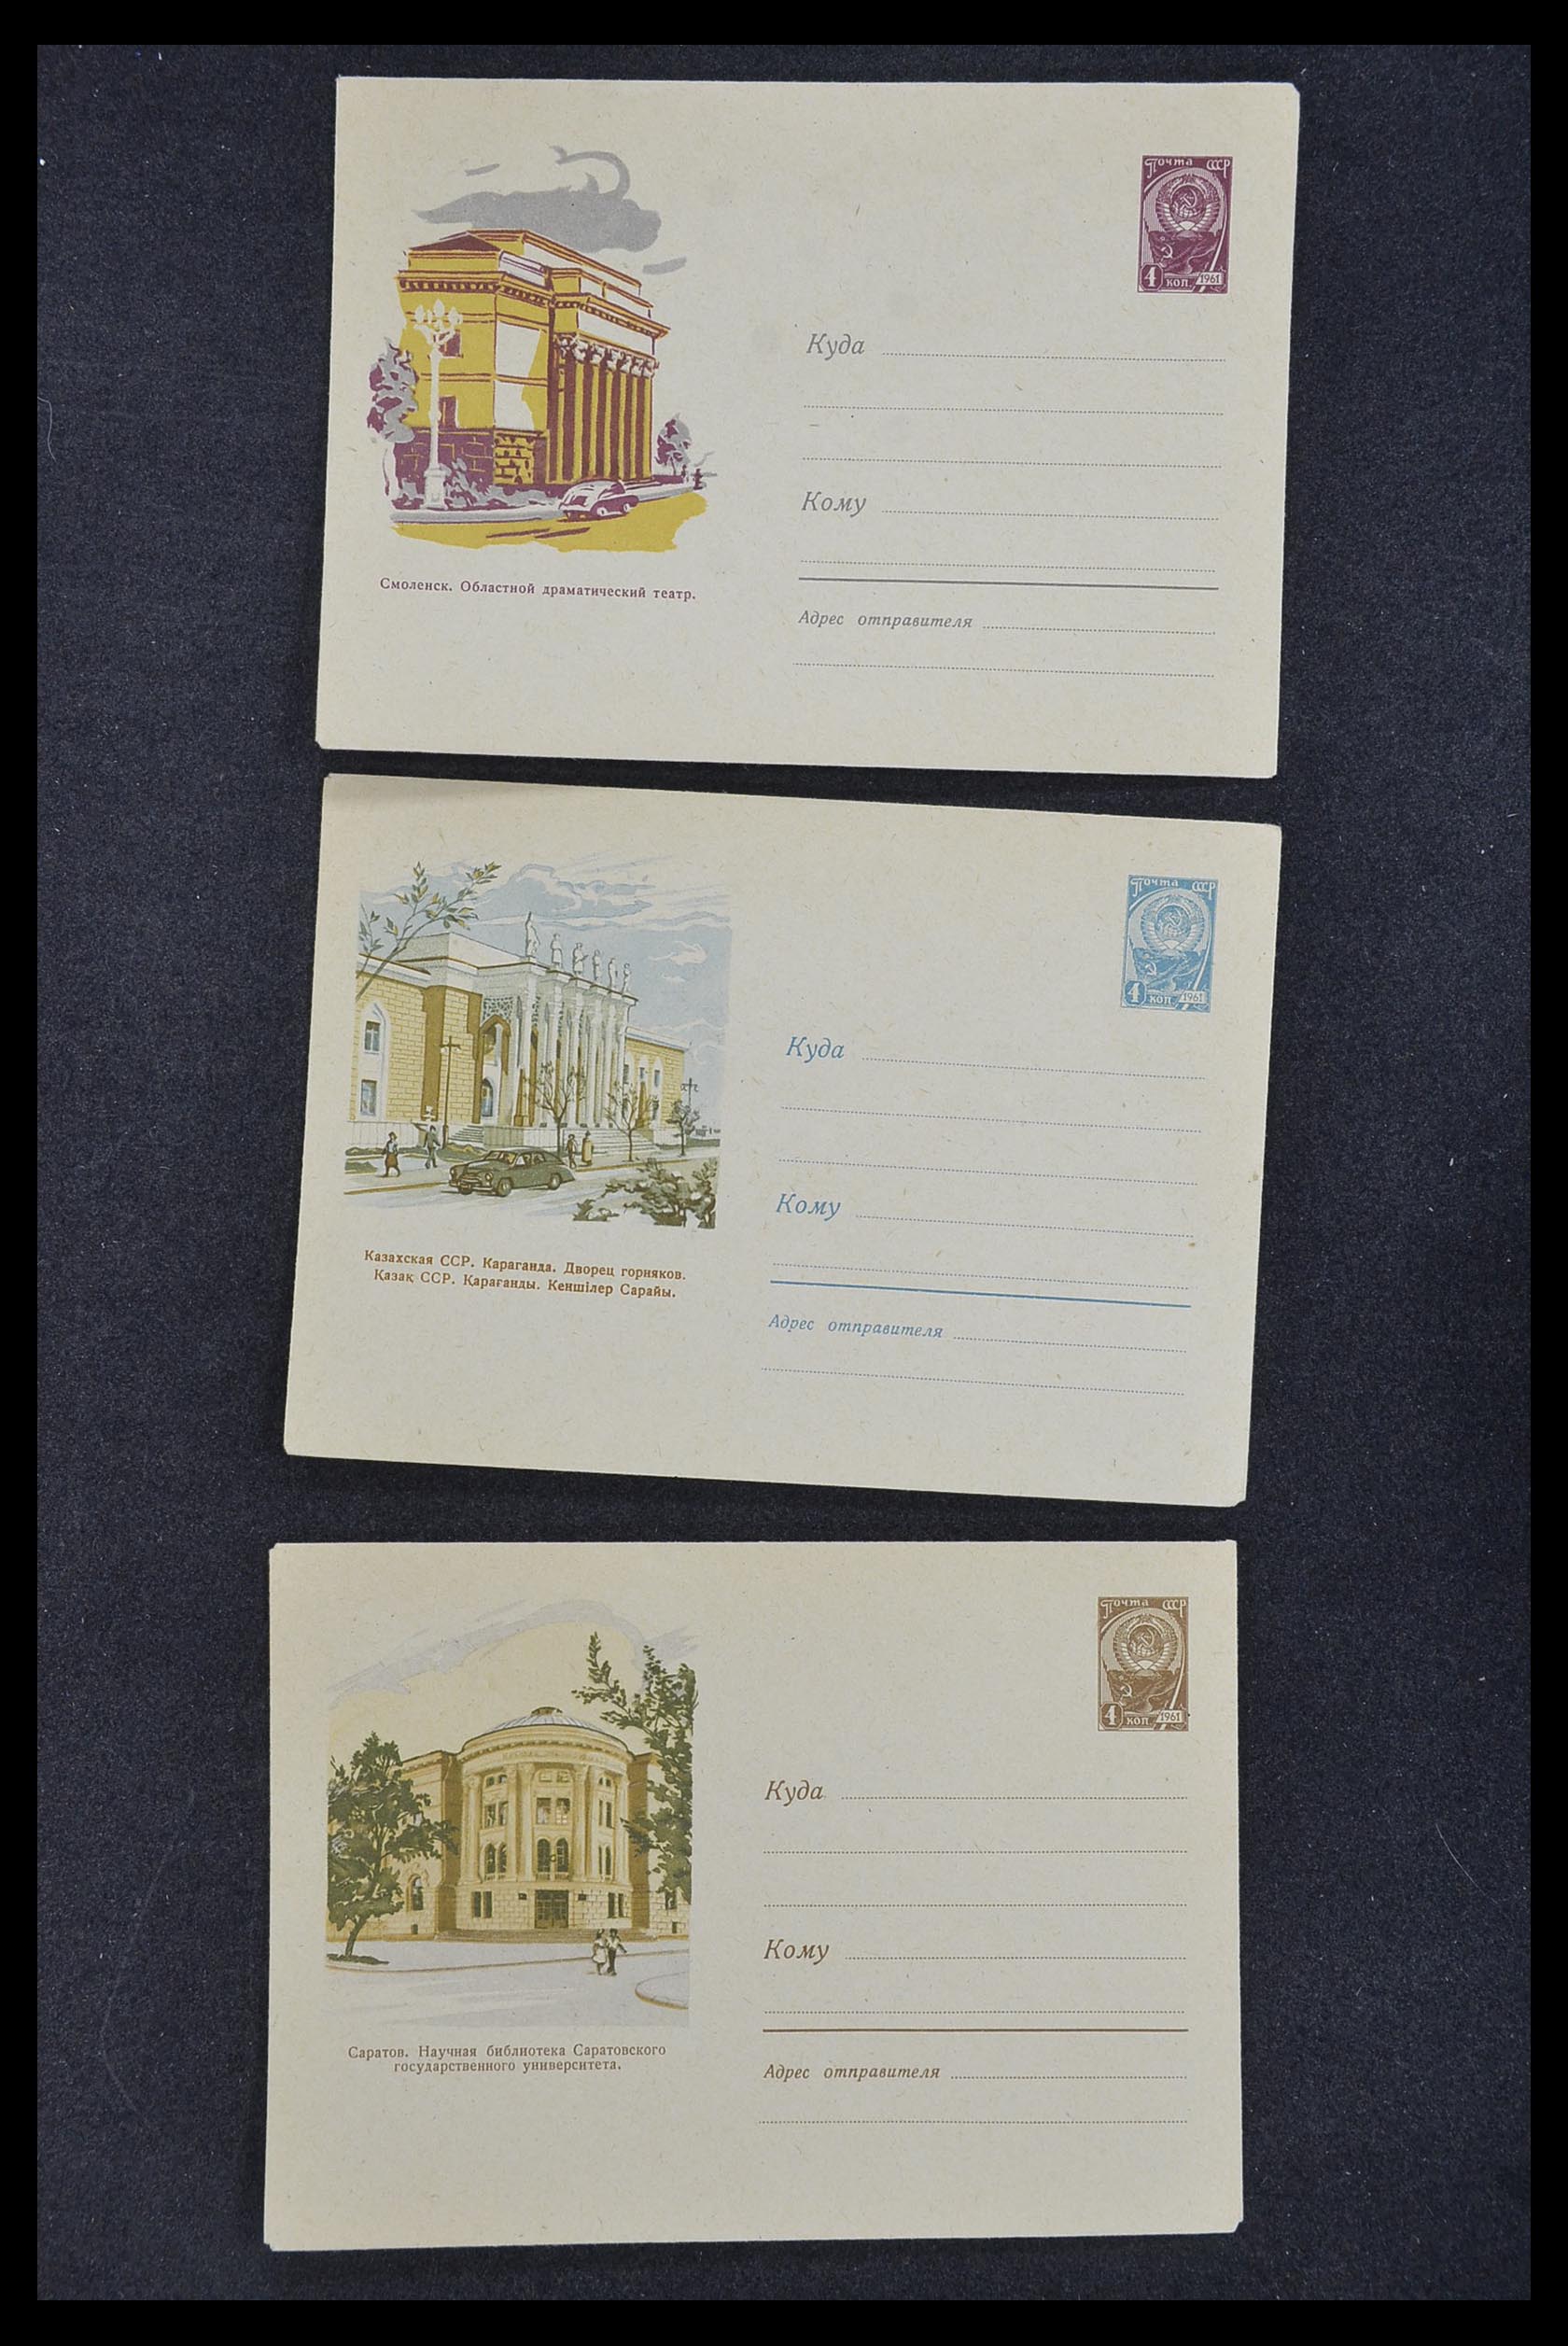 Почта СССР
4 коп. 1961
Куда
Кому
Смоленск. Областной драматический театр.
Адрес отправителя
Почта СССР
4 коп. 1961
Куда
Кому
Казахская ССР. Караганда. Дворец горняков.
Қазақ ССР. Қарағанды. Кеншілер Сарайы.
Адрес отправителя
Почта СССР
4 коп. 1961
Куда
Кому
Саратов. Научная библиотека Саратовского
государственного университета.
Адрес отправителя